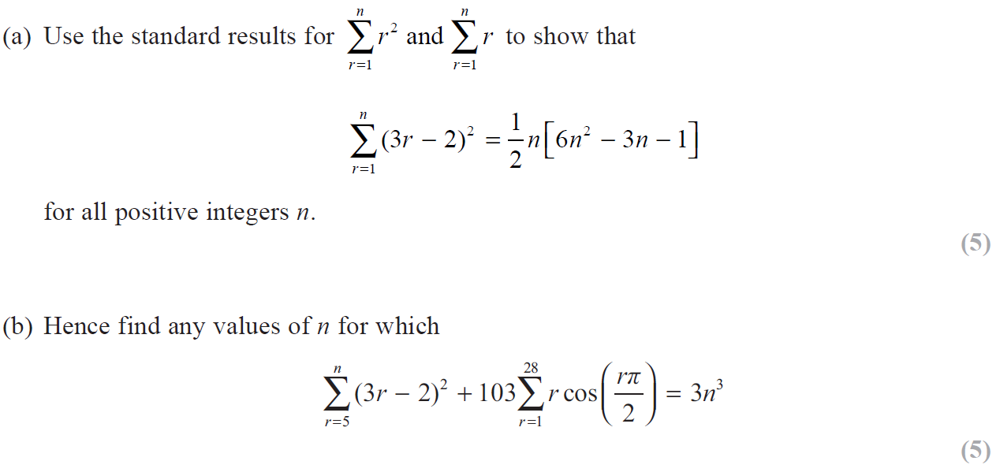 (a) Use the standard results for $\sum_{r=1}^{n} r^2$ and $\sum_{r=1}^{n} r$ to show that
$\sum_{r=1}^{n} (3r - 2)^2 = \frac{1}{2}n\left[6n^2 - 3n - 1\right]$
for all positive integers $n$.
(5)
(b) Hence find any values of $n$ for which
$\sum_{r=5}^{n} (3r - 2)^2 + 103\sum_{r=1}^{28} r\cos\left(\frac{r\pi}{2}\right) = 3n^3$
(5)